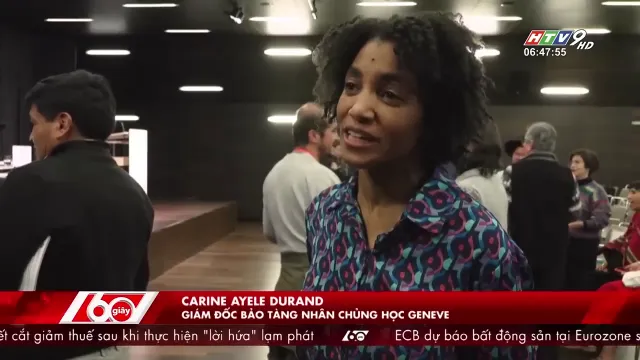 HTV9 HD
06:47:55
CARINE AYELE DURAND
GIÁM ĐỐC BẢO TÀNG NHÂN CHỦNG HỌC GENEVE
60 giây
ết cắt giảm thuế sau khi thực hiện "lời hứa" lạm phát 60 giây ECB dự báo bất động sản tại Eurozone